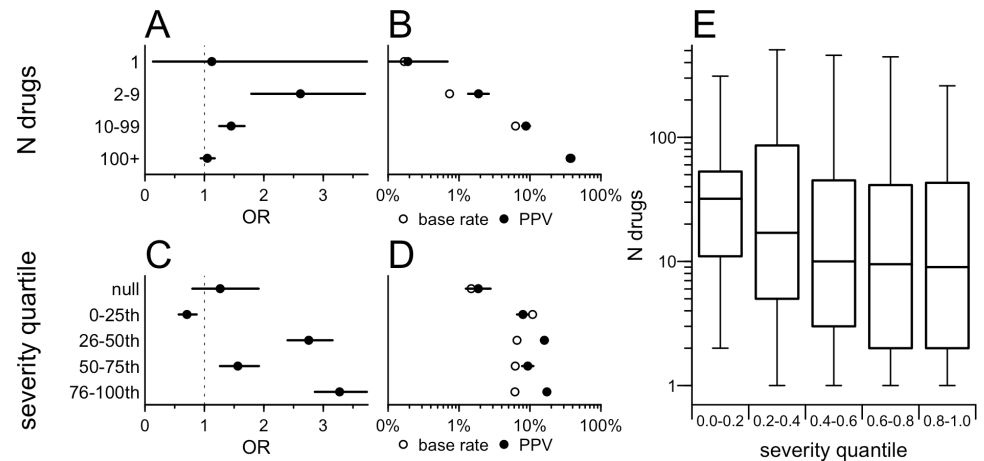 A
N drugs
1
2-9
10-99
100+
0 1 2 3
OR
B
0% 1% 10% 100%
base rate PPV
C
severity quartile
null
0-25th
26-50th
50-75th
76-100th
0 1 2 3
OR
D
0% 1% 10% 100%
base rate PPV
E
N drugs
100
10
1
0.0-0.2 0.2-0.4 0.4-0.6 0.6-0.8 0.8-1.0
severity quantile